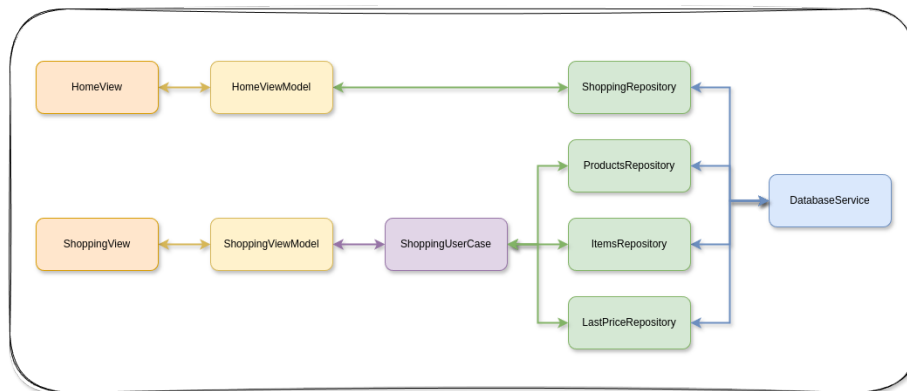 HomeView
HomeViewModel
ShoppingRepository
ProductsRepository
DatabaseService
ShoppingView
ShoppingViewModel
ShoppingUserCase
ItemsRepository
LastPriceRepository